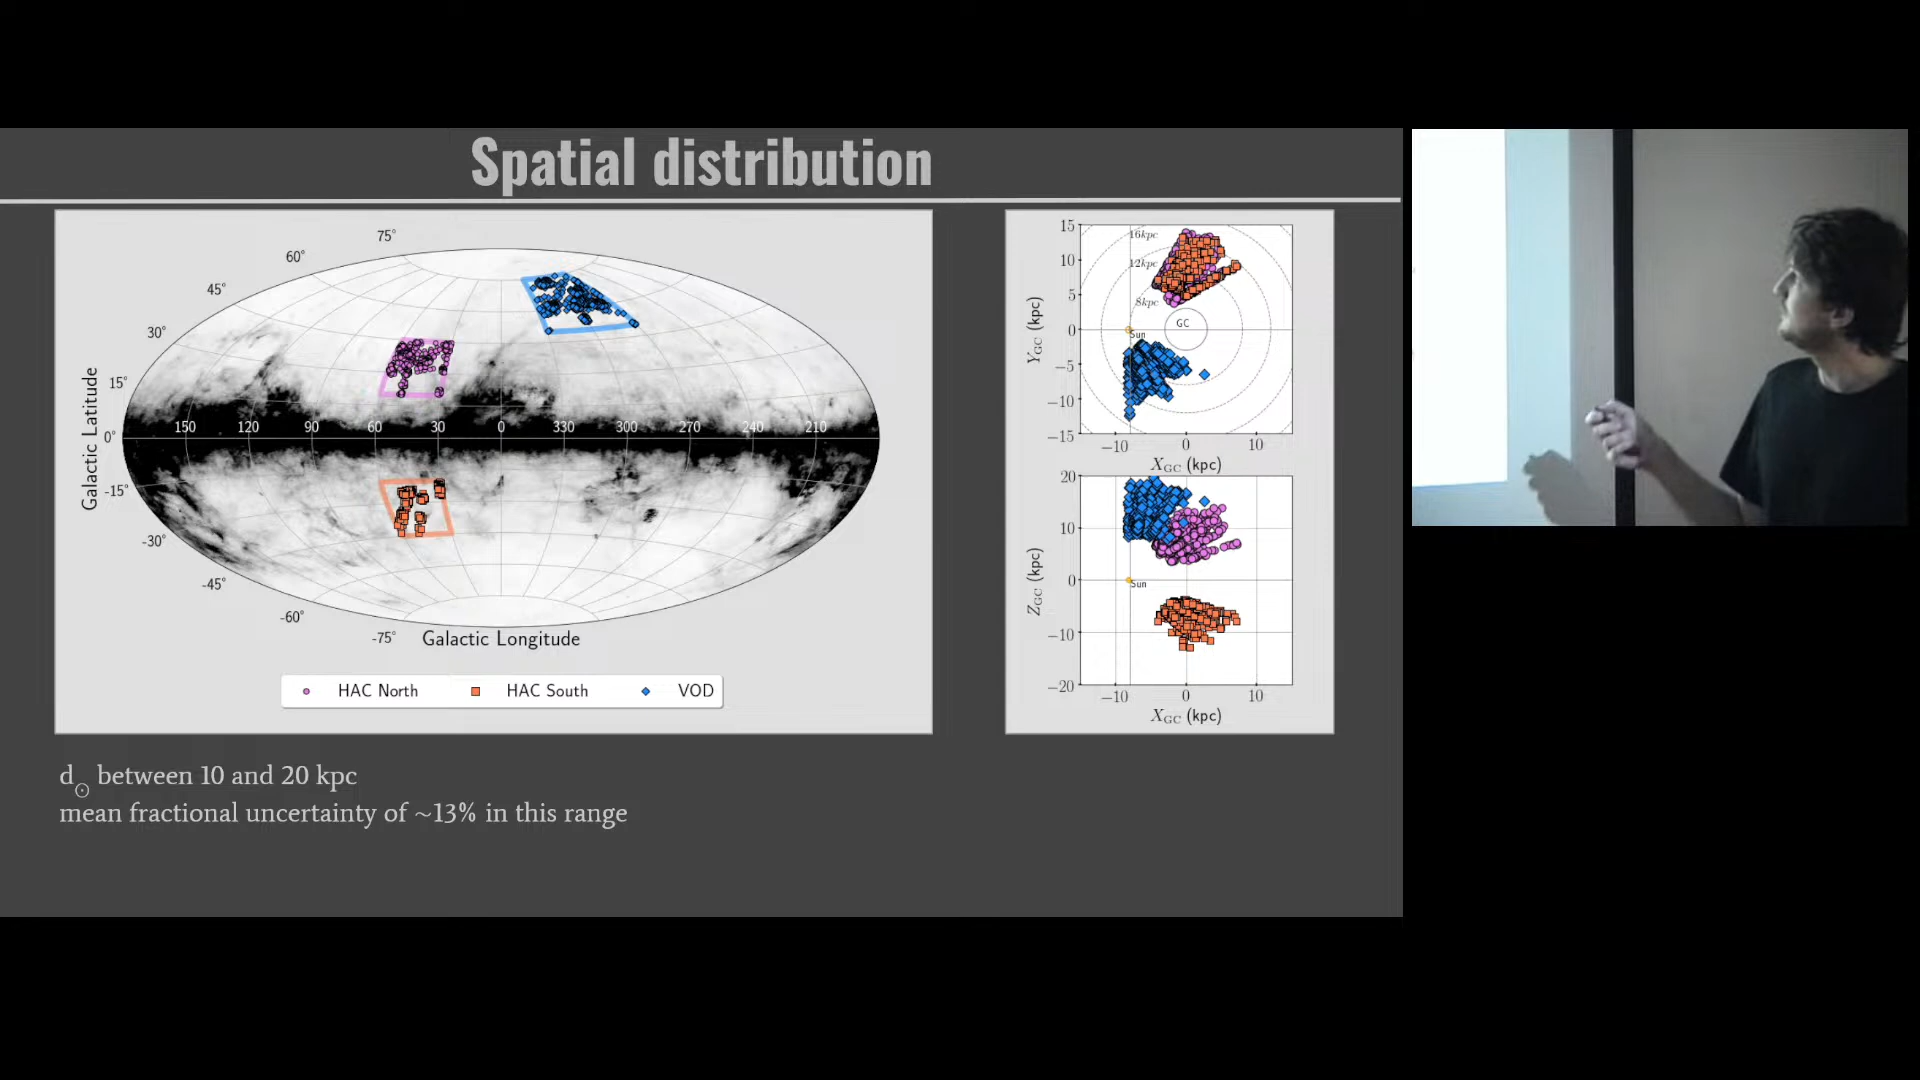 Spatial distribution
75°
60°
45°
30°
15°
0°
-15°
-30°
-45°
-60°
-75°
Galactic Latitude
150 120 90 60 30 0 330 300 270 240 210
Galactic Longitude
HAC North HAC South VOD
15
10
5
0
−5
−10
−15
Y_GC (kpc)
16kpc
12kpc
8kpc
GC
Sun
−10 0 10
X_GC (kpc)
20
10
0
−10
−20
Z_GC (kpc)
Sun
−10 0 10
X_GC (kpc)
d☉ between 10 and 20 kpc
mean fractional uncertainty of ~13% in this range